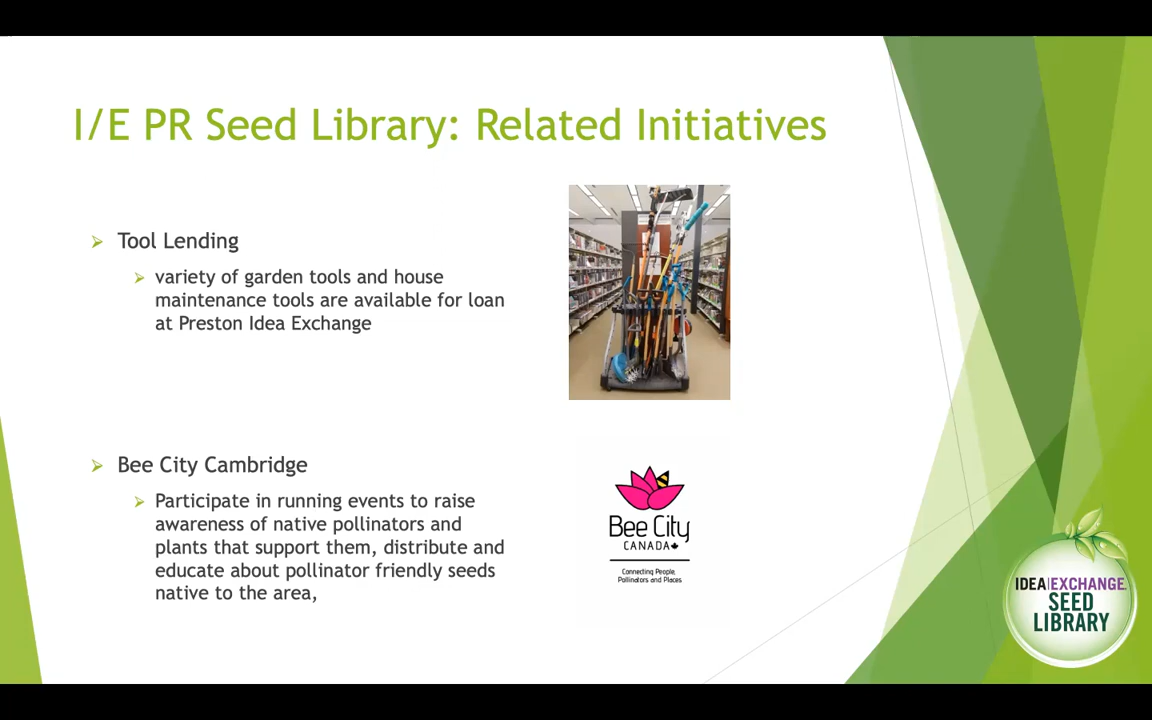 I/E PR Seed Library: Related Initiatives
Tool Lending
variety of garden tools and house
maintenance tools are available for loan
at Preston Idea Exchange
Bee City Cambridge
Participate in running events to raise
awareness of native pollinators and
plants that support them, distribute and
educate about pollinator friendly seeds
native to the area,
Bee City
CANADA
Connecting People,
Pollinators and Places
IDEA|EXCHANGE
SEED
LIBRARY